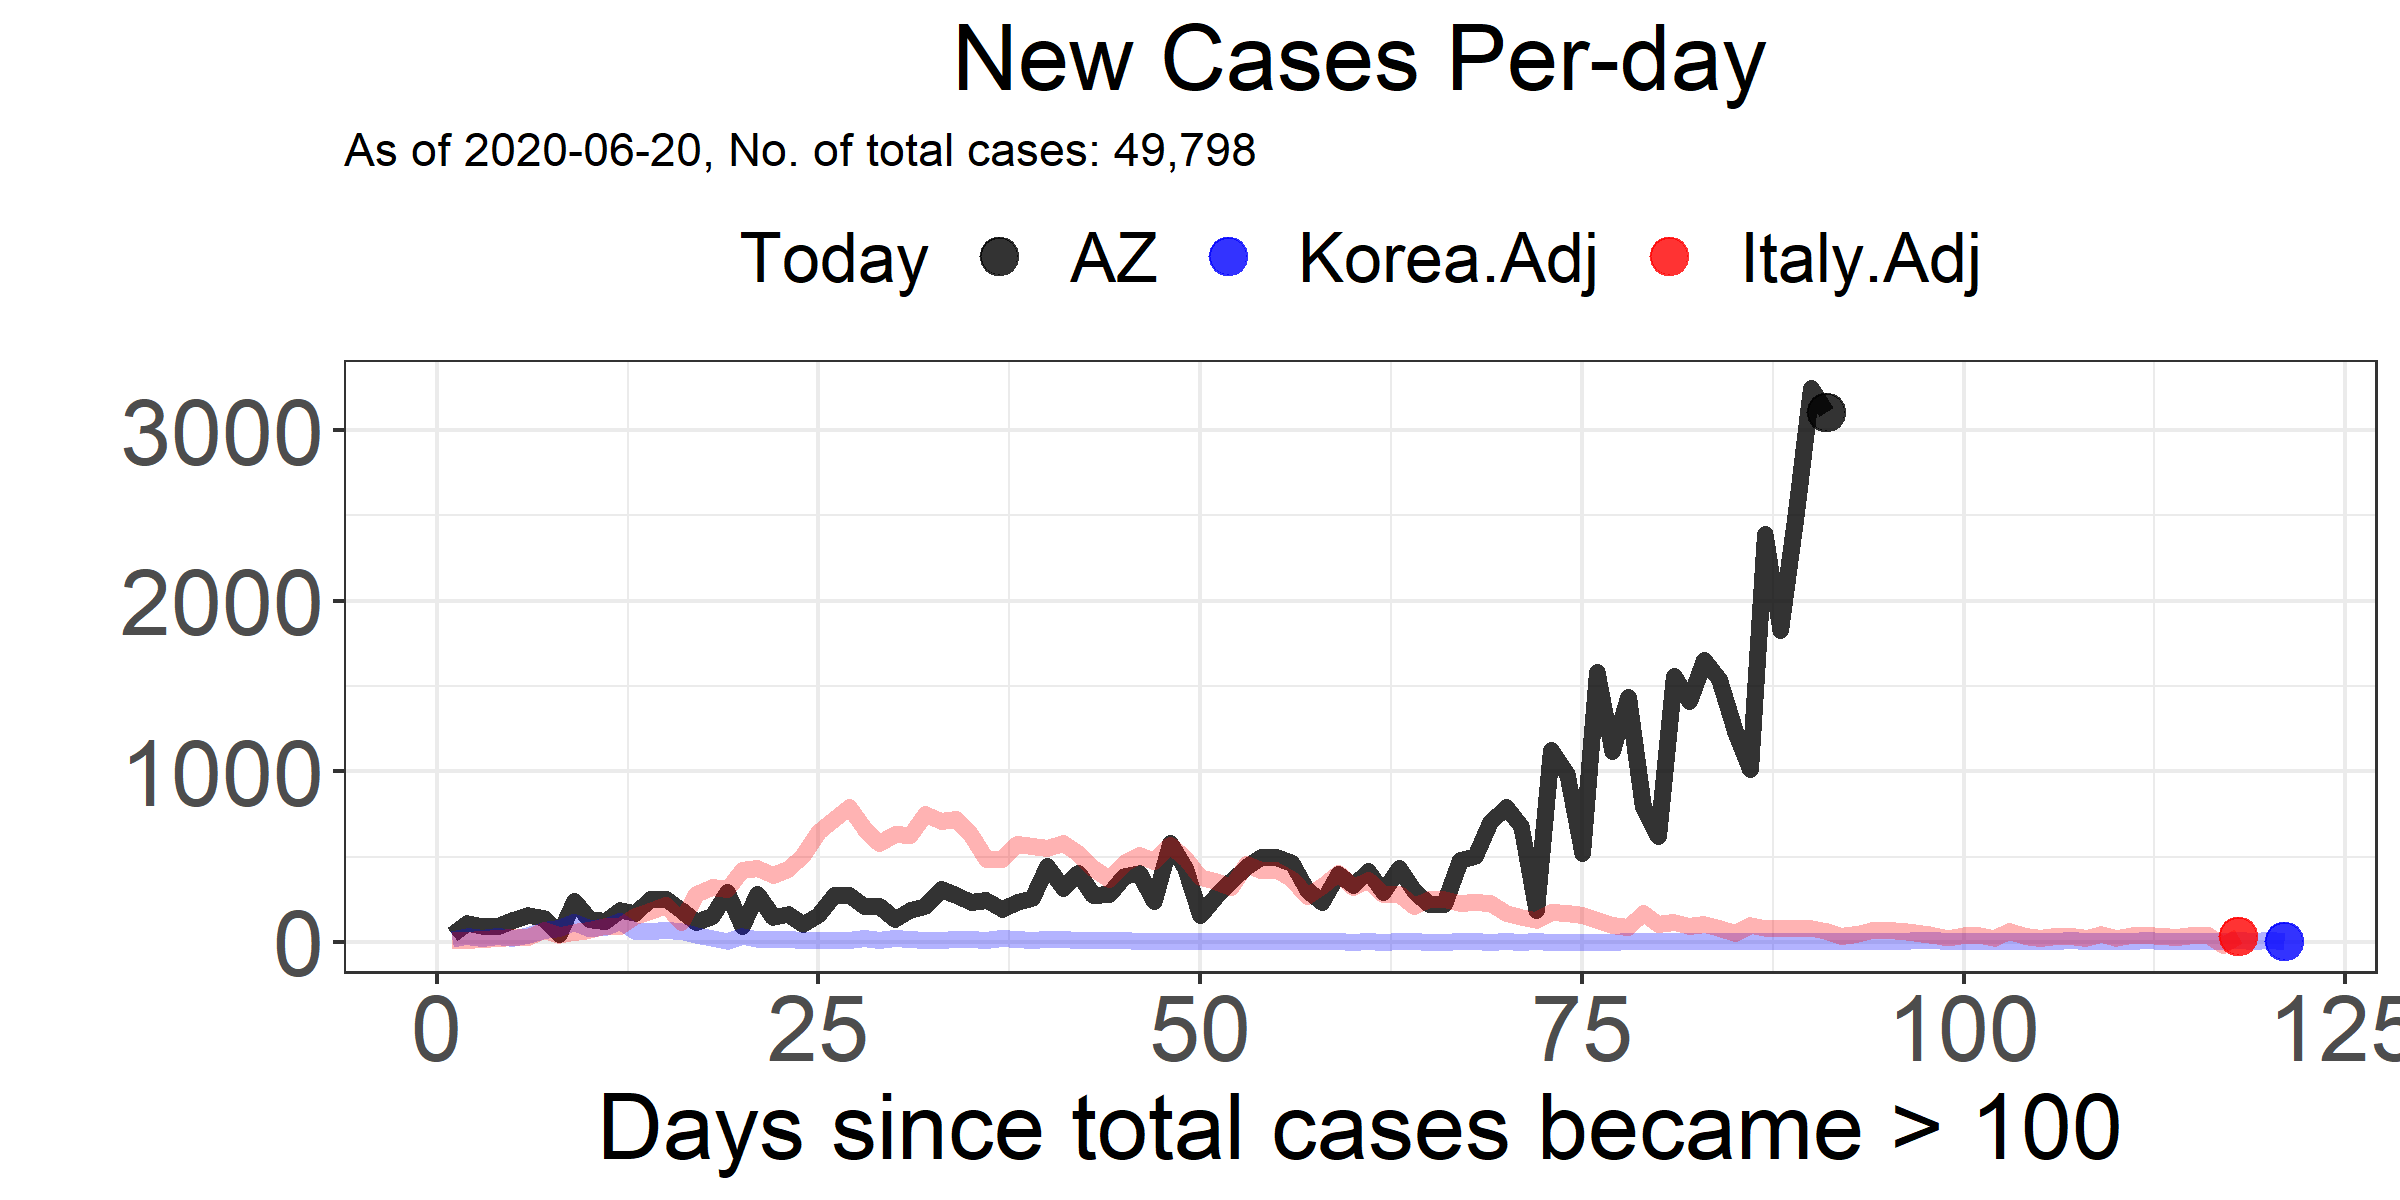 New Cases Per-day
As of 2020-06-20, No. of total cases: 49,798
Today AZ Korea.Adj Italy.Adj
3000
2000
1000
0
0 25 50 75 100 125
Days since total cases became > 100